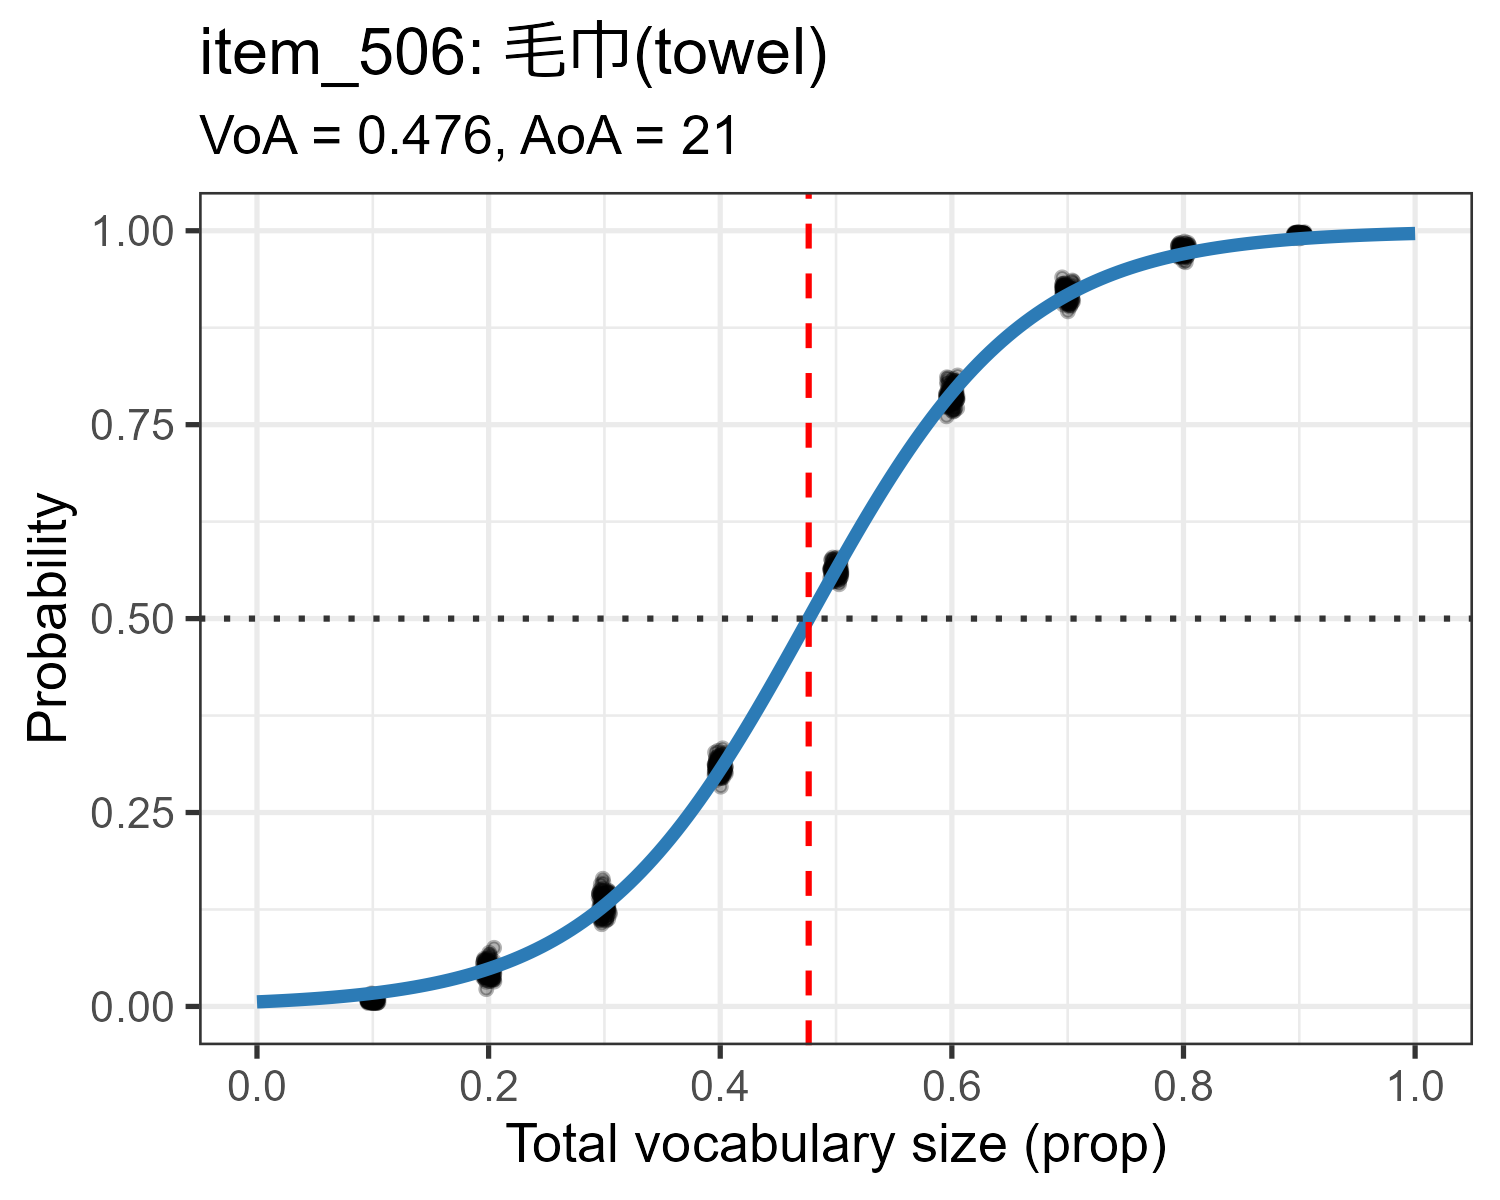 item_506: 毛巾(towel)
VoA = 0.476, AoA = 21
Probability
1.00
0.75
0.50
0.25
0.00
0.0 0.2 0.4 0.6 0.8 1.0
Total vocabulary size (prop)